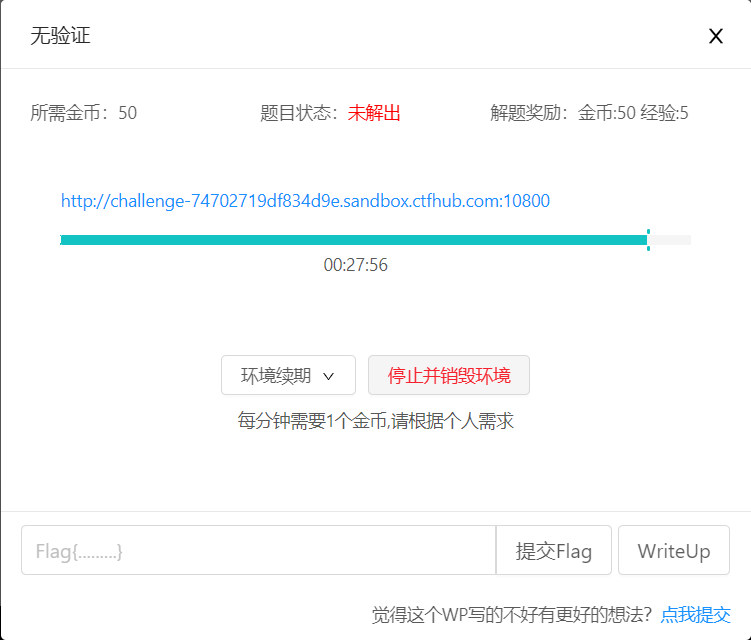 无验证
X
所需金币：50 题目状态：未解出 解题奖励：金币:50 经验:5
http://challenge-74702719df834d9e.sandbox.ctfhub.com:10800
00:27:56
环境续期 停止并销毁环境
每分钟需要1个金币,请根据个人需求
Flag{.........} 提交Flag WriteUp
觉得这个WP写的不好有更好的想法？点我提交